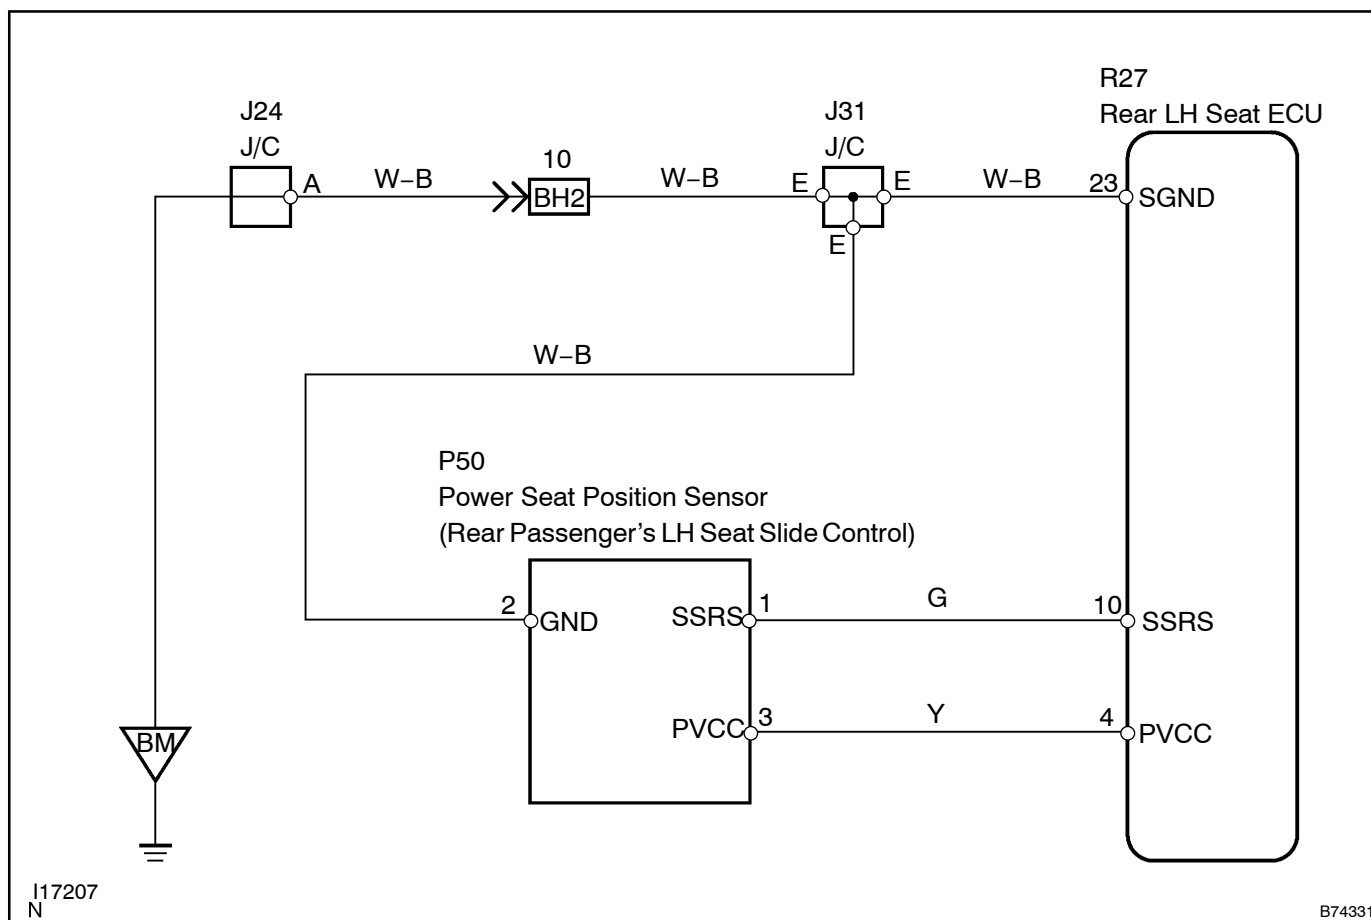 R27
Rear LH Seat ECU
J24
J/C
J31
J/C
A
W–B
10
BH2
W–B
E
E
W–B
23
SGND
E
W–B
P50
Power Seat Position Sensor
(Rear Passenger's LH Seat Slide Control)
2
GND
SSRS
1
G
10
SSRS
PVCC
3
Y
4
PVCC
BM
I17207
N
B74331